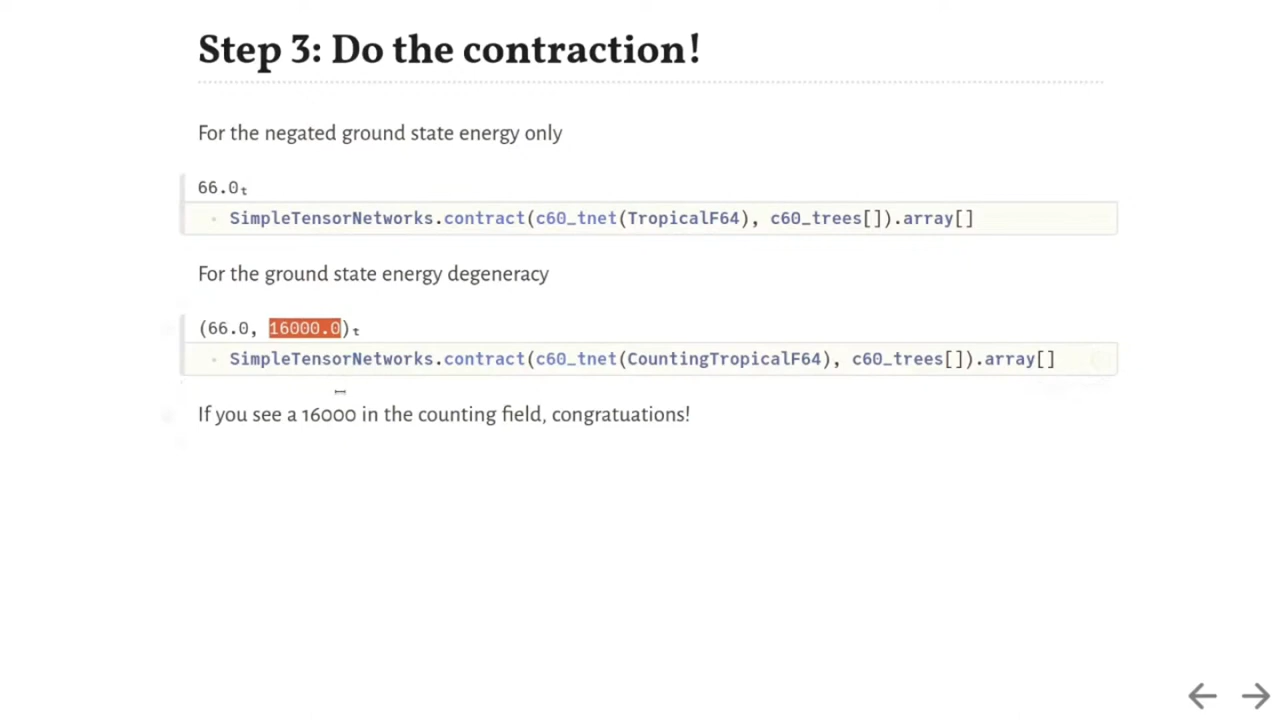 Step 3: Do the contraction!
For the negated ground state energy only
66.0ₜ
SimpleTensorNetworks.contract(c60_tnet(TropicalF64), c60_trees[]).array[]
For the ground state energy degeneracy
(66.0, 16000.0)ₜ
SimpleTensorNetworks.contract(c60_tnet(CountingTropicalF64), c60_trees[]).array[]
If you see a 16000 in the counting field, congratuations!